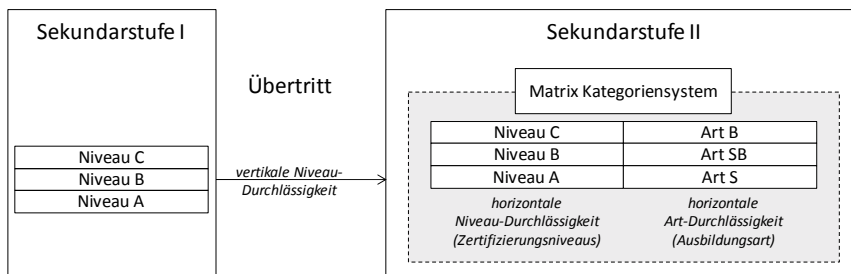 Sekundarstufe I
Niveau C
Niveau B
Niveau A
Übertritt
vertikale Niveau-
Durchlässigkeit
Sekundarstufe II
Matrix Kategoriensystem
Niveau C Art B
Niveau B Art SB
Niveau A Art S
horizontale
Niveau-Durchlässigkeit
(Zertifizierungsniveaus)
horizontale
Art-Durchlässigkeit
(Ausbildungsart)